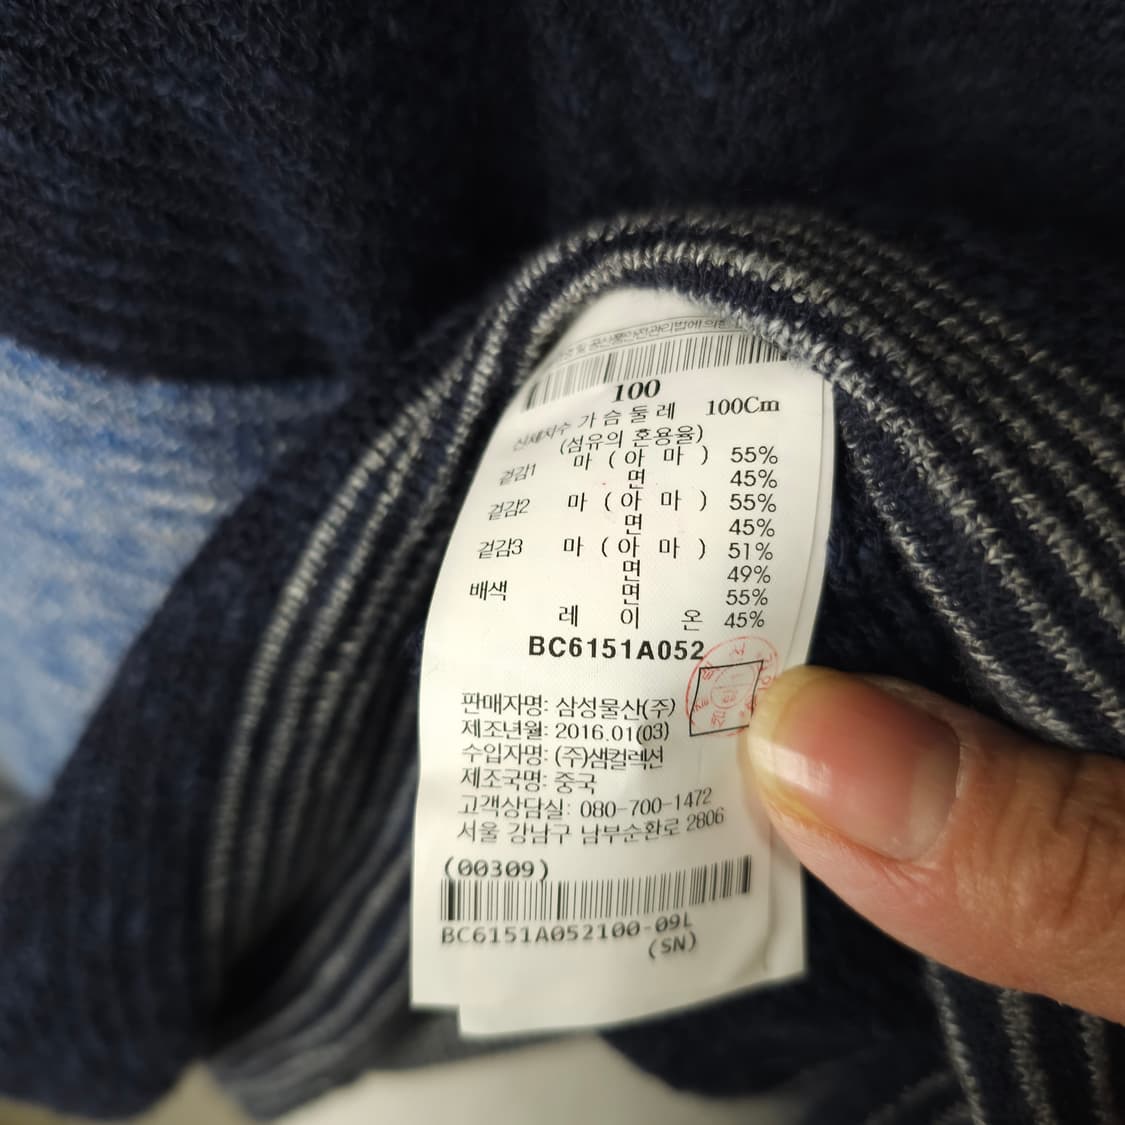 100
신체치수 가슴둘레 100Cm
(섬유의 혼용율)
겉감1 마 ( 아 마 ) 55%
면 45%
겉감2 마 ( 아 마 ) 55%
면 45%
겉감3 마 ( 아 마 ) 51%
면 49%
배색 면 55%
레 이 온 45%
BC6151A052
판매자명: 삼성물산(주)
제조년월: 2016.01(03)
수입자명: (주)샘컬렉션
제조국명: 중국
고객상담실: 080-700-1472
서울 강남구 남부순환로 2806
(00309)
BC6151A052100-09L
(SN)